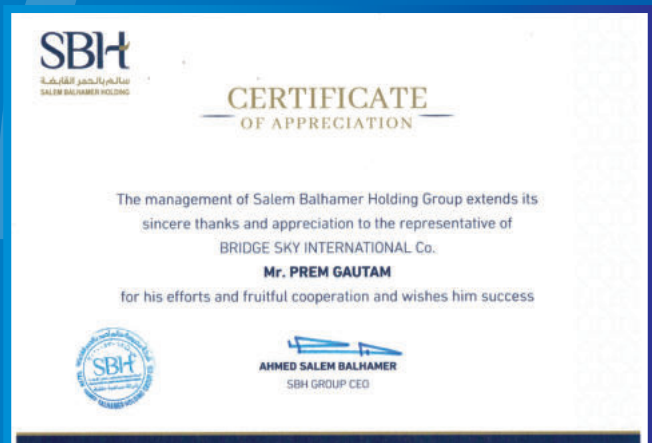 SBH
سالم بالحمر القابضة
SALEM BALHAMER HOLDING
CERTIFICATE
OF APPRECIATION
The management of Salem Balhamer Holding Group extends its
sincere thanks and appreciation to the representative of
BRIDGE SKY INTERNATIONAL Co.
Mr. PREM GAUTAM
for his efforts and fruitful cooperation and wishes him success
SBH
AHMED SALEM BALHAMER
SBH GROUP CEO